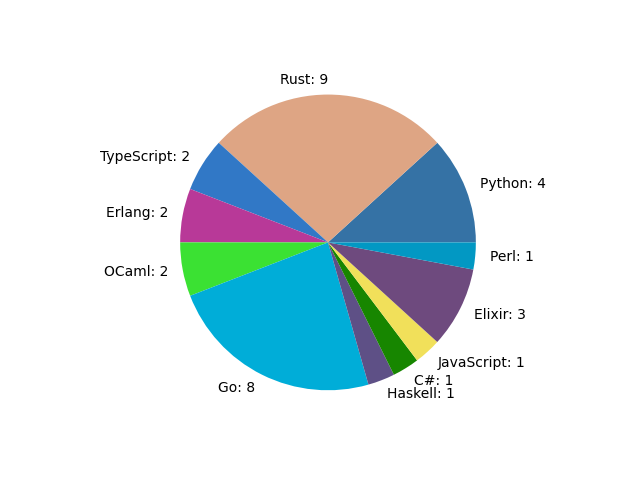 Rust: 9
TypeScript: 2
Python: 4
Erlang: 2
Perl: 1
OCaml: 2
Elixir: 3
JavaScript: 1
C#: 1
Go: 8
Haskell: 1